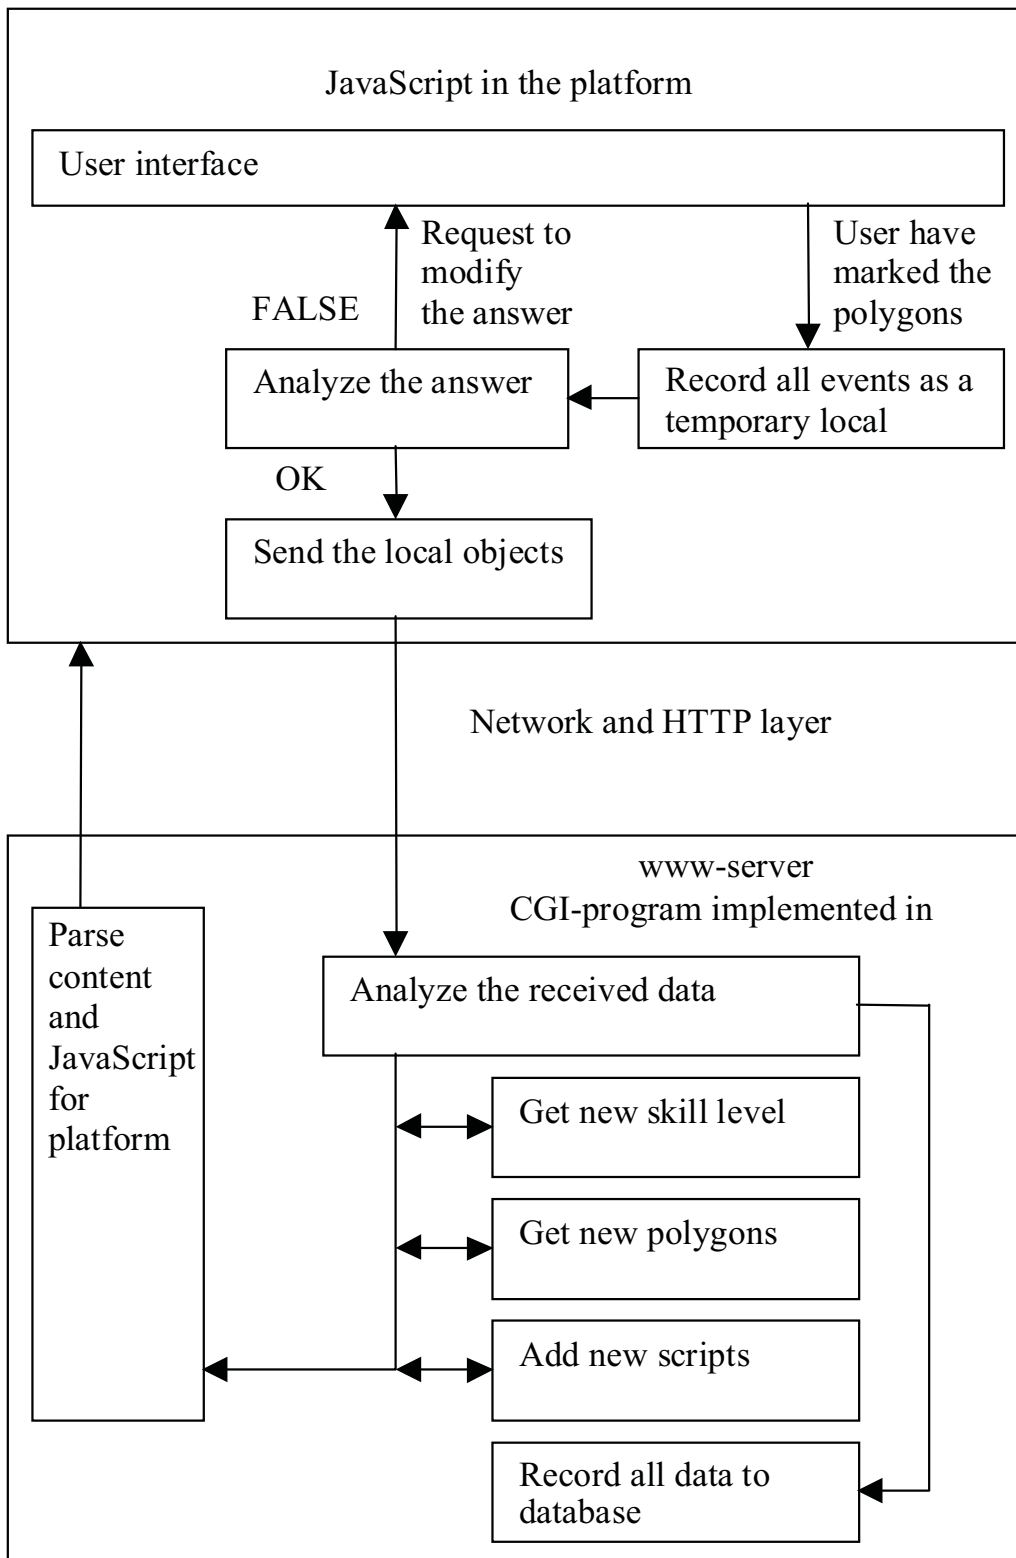 JavaScript in the platform
User interface
Request to
modify
the answer
User have
marked the
polygons
FALSE
Analyze the answer
Record all events as a
temporary local
OK
Send the local objects
Network and HTTP layer
www-server
CGI-program implemented in
Parse
content
and
JavaScript
for
platform
Analyze the received data
Get new skill level
Get new polygons
Add new scripts
Record all data to
database